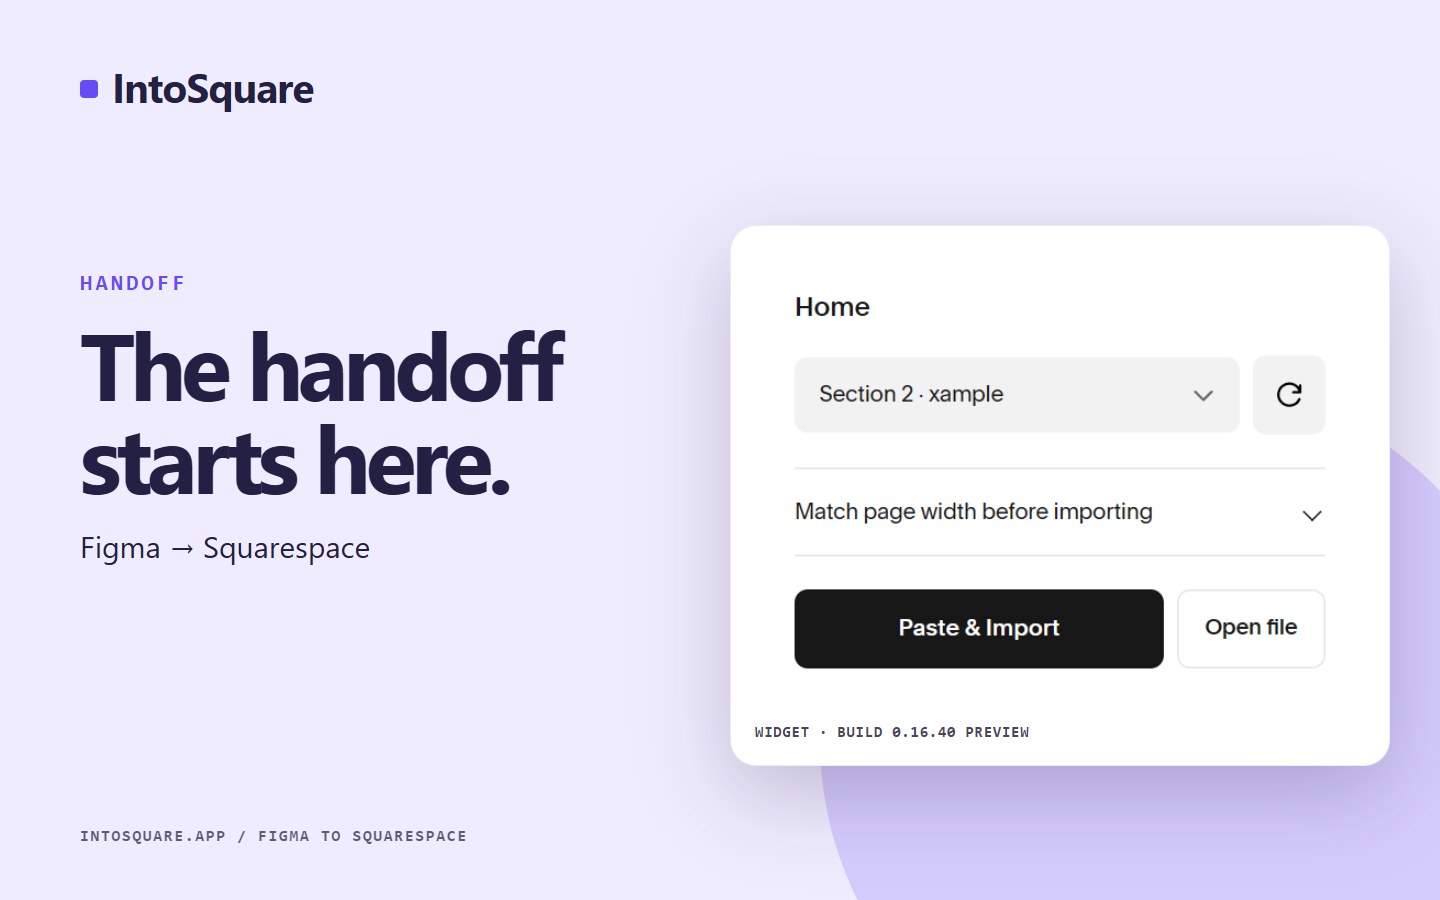 IntoSquare
HANDOFF
The handoff
starts here.
Figma → Squarespace
Home
Section 2 · xample
Match page width before importing
Paste & Import
Open file
WIDGET · BUILD 0.16.40 PREVIEW
INTOSQUARE.APP / FIGMA TO SQUARESPACE